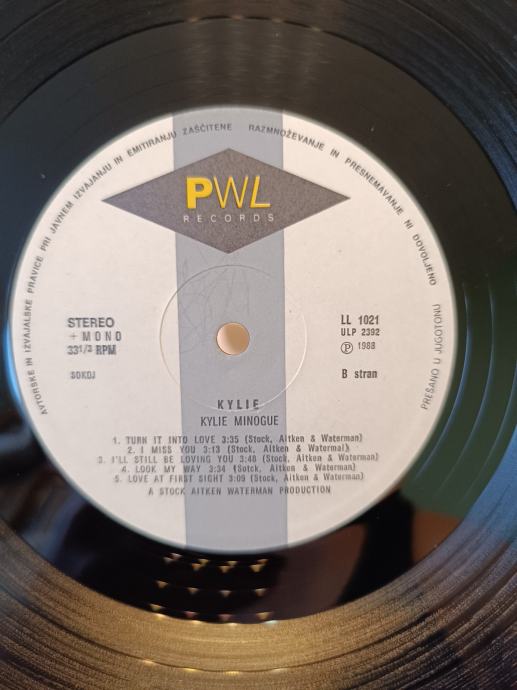 AVTORSKE IN IZVAJALSKE PRAVICE PRI JAVNEM IZVAJANJU IN EMITIRANJU ZAŠČITENE RAZMNOŽEVANJE IN PRESNEMAVANJE NI DOVOLJENO
PREŠANO U JUGOTONU
PWL
RECORDS
STEREO
+ MONO
33 1/3 RPM
SOKOJ
LL 1021
ULP 2392
Ⓟ 1988
B stran
KYLIE
KYLIE MINOGUE
1. TURN IT INTO LOVE 3:35 (Stock, Aitken & Waterman)
2. I MISS YOU 3:13 (Stock, Aitken & Watermal)
3. I'LL STILL BE LOVING YOU 3:48 (Stock, Aitken & Waterman)
4. LOOK MY WAY 3:34 (Sotck, Aitken & Waterman)
5. LOVE AT FIRST SIGHT 3:09 (Stock, Aitken & Waterman)
A STOCK AITKEN WATERMAN PRODUCTION